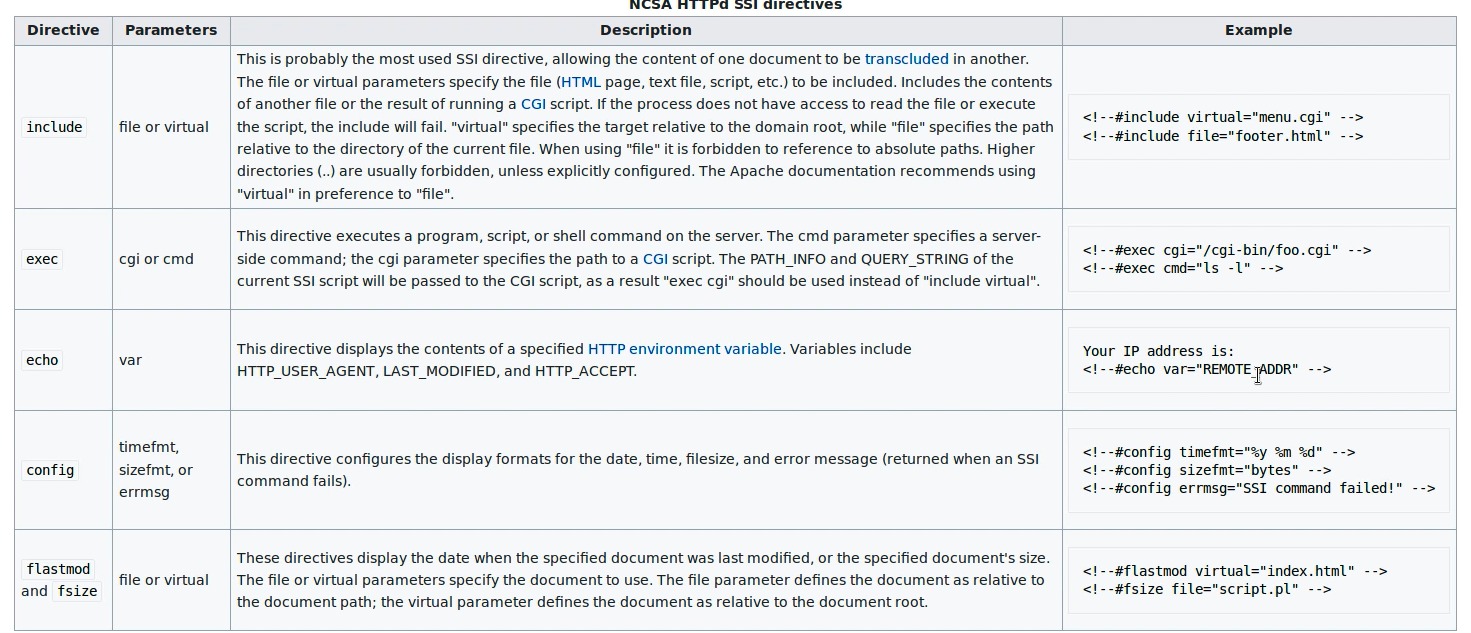 NCSA HTTPd SSI directives
Directive Parameters Description Example
include
file or virtual
This is probably the most used SSI directive, allowing the content of one document to be transcluded in another.
The file or virtual parameters specify the file (HTML page, text file, script, etc.) to be included. Includes the contents
of another file or the result of running a CGI script. If the process does not have access to read the file or execute
the script, the include will fail. "virtual" specifies the target relative to the domain root, while "file" specifies the path
relative to the directory of the current file. When using "file" it is forbidden to reference to absolute paths. Higher
directories (..) are usually forbidden, unless explicitly configured. The Apache documentation recommends using
"virtual" in preference to "file".
<!--#include virtual="menu.cgi" -->
<!--#include file="footer.html" -->
exec
cgi or cmd
This directive executes a program, script, or shell command on the server. The cmd parameter specifies a server-
side command; the cgi parameter specifies the path to a CGI script. The PATH_INFO and QUERY_STRING of the
current SSI script will be passed to the CGI script, as a result "exec cgi" should be used instead of "include virtual".
<!--#exec cgi="/cgi-bin/foo.cgi" -->
<!--#exec cmd="ls -l" -->
echo
var
This directive displays the contents of a specified HTTP environment variable. Variables include
HTTP_USER_AGENT, LAST_MODIFIED, and HTTP_ACCEPT.
Your IP address is:
<!--#echo var="REMOTE_ADDR" -->
config
timefmt,
sizefmt, or
errmsg
This directive configures the display formats for the date, time, filesize, and error message (returned when an SSI
command fails).
<!--#config timefmt="%y %m %d" -->
<!--#config sizefmt="bytes" -->
<!--#config errmsg="SSI command failed!" -->
flastmod
and fsize
file or virtual
These directives display the date when the specified document was last modified, or the specified document's size.
The file or virtual parameters specify the document to use. The file parameter defines the document as relative to
the document path; the virtual parameter defines the document as relative to the document root.
<!--#flastmod virtual="index.html" -->
<!--#fsize file="script.pl" -->